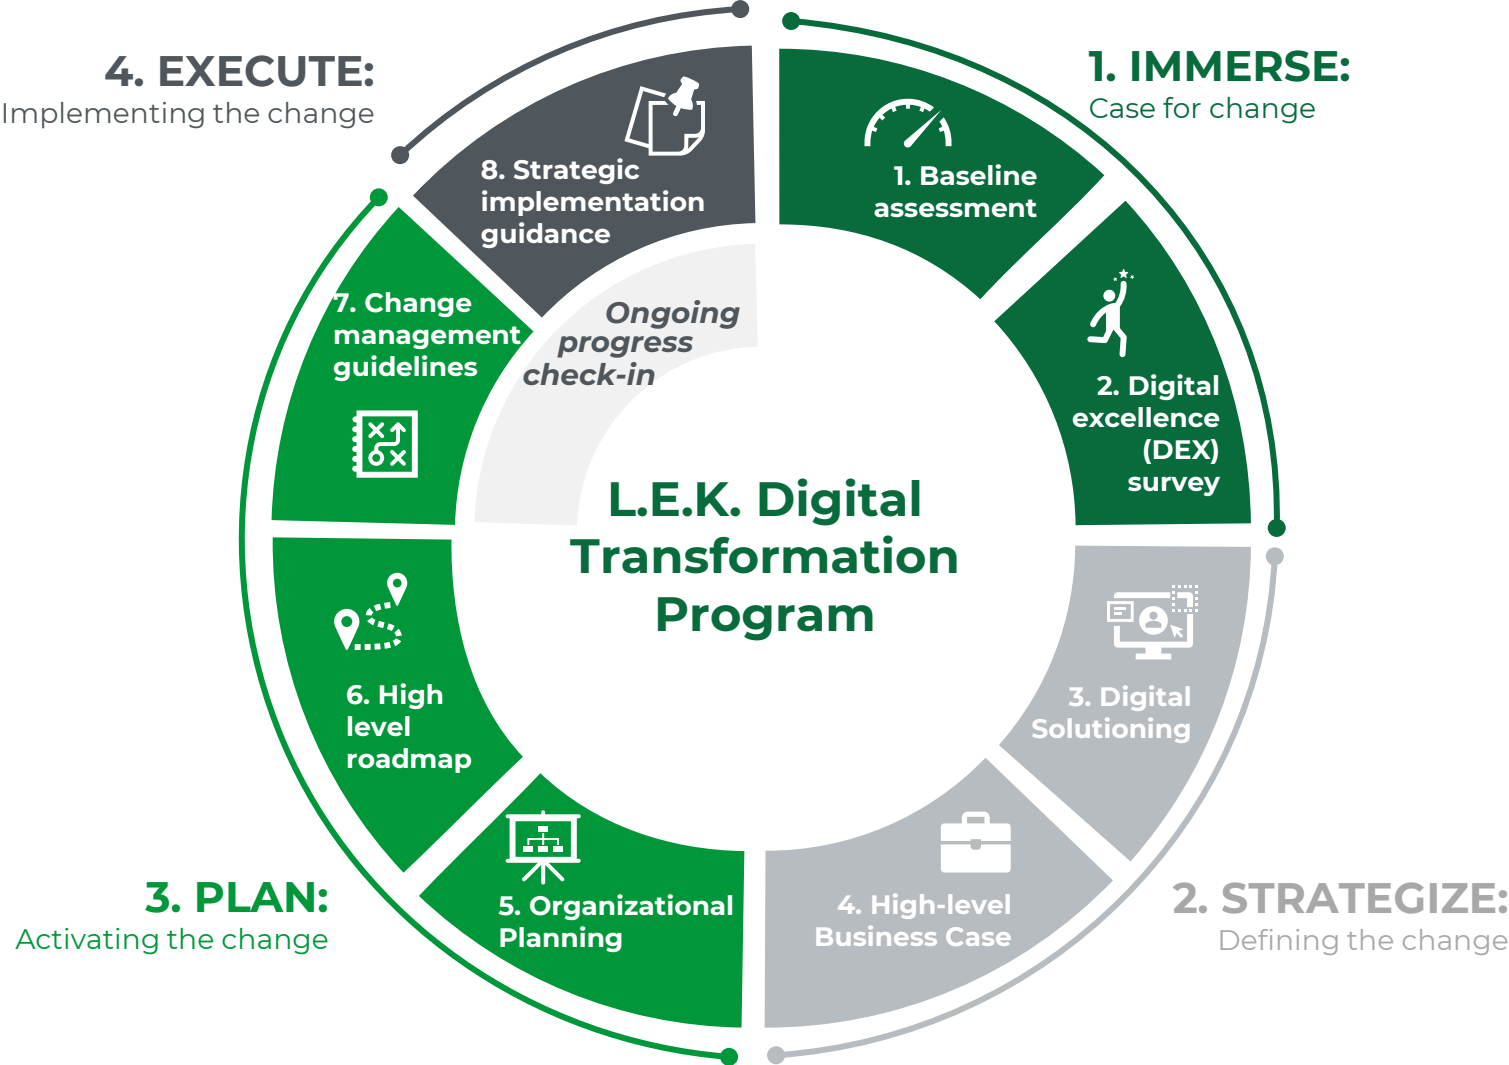 4. EXECUTE:
Implementing the change
1. IMMERSE:
Case for change
8. Strategic
implementation
guidance
1. Baseline
assessment
7. Change
management
guidelines
Ongoing
progress
check-in
2. Digital
excellence
(DEX)
survey
L.E.K. Digital
Transformation
Program
6. High
level
roadmap
3. Digital
Solutioning
5. Organizational
Planning
4. High-level
Business Case
3. PLAN:
Activating the change
2. STRATEGIZE:
Defining the change